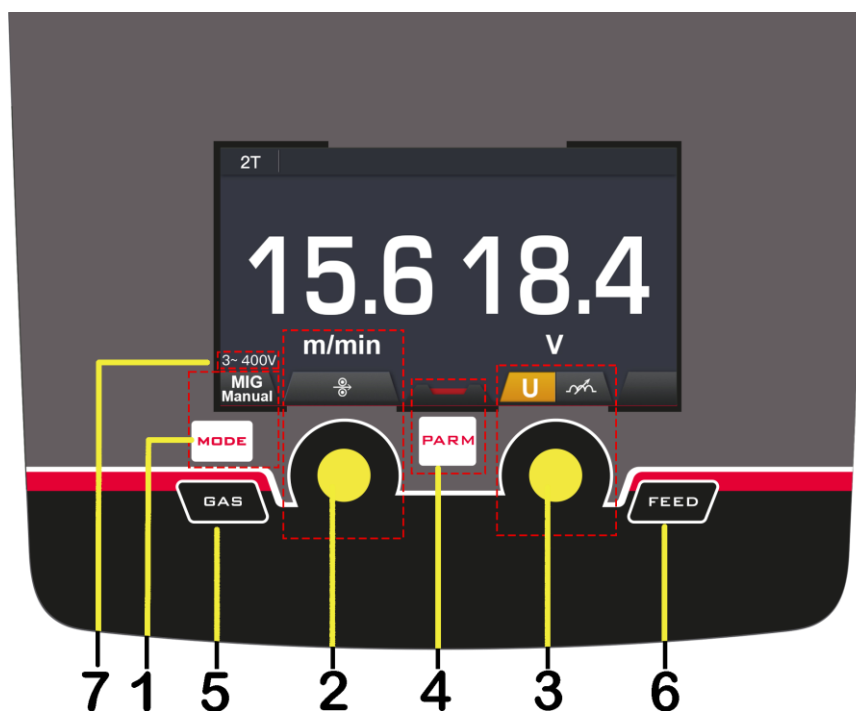 2T
15.6 18.4
m/min V
3~ 400V
MIG
Manual
U
MODE
PARM
GAS
FEED
7 1 5 2 4 3 6